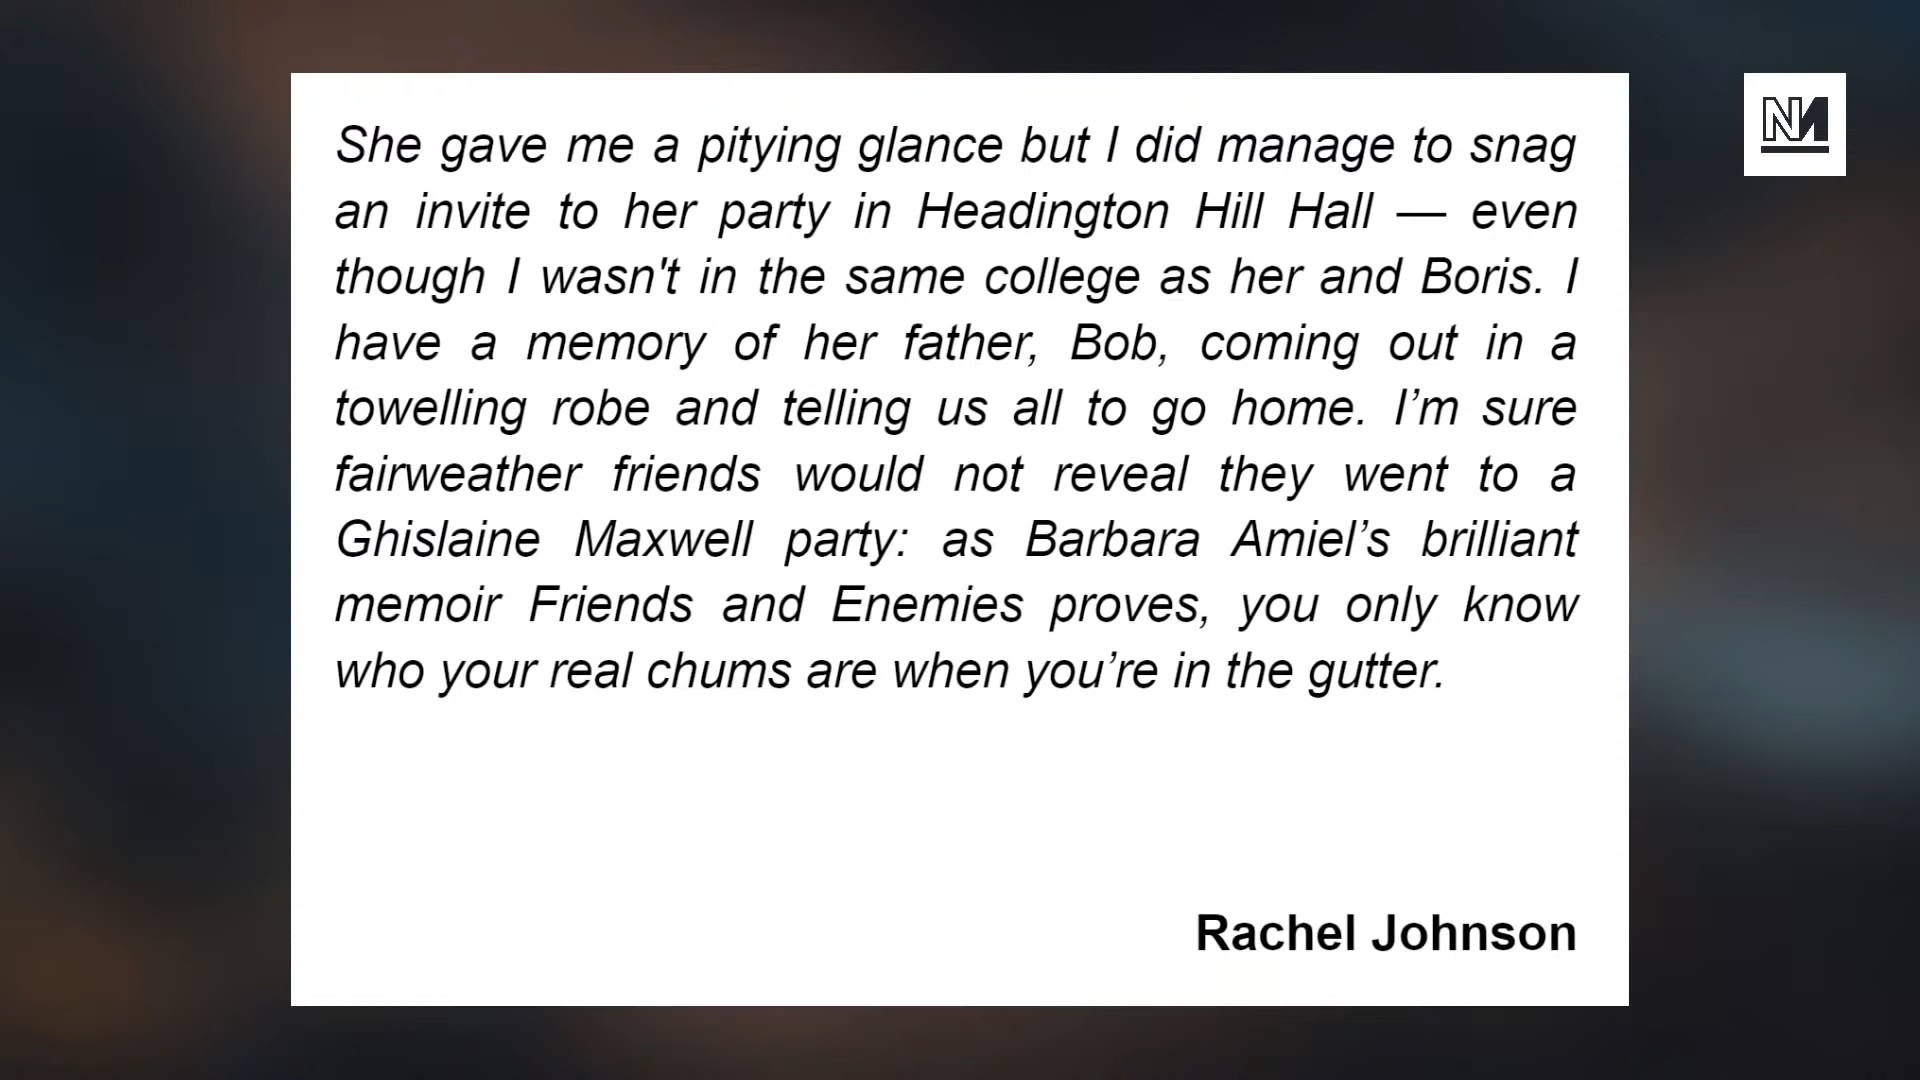 She gave me a pitying glance but I did manage to snag
an invite to her party in Headington Hill Hall — even
though I wasn't in the same college as her and Boris. I
have a memory of her father, Bob, coming out in a
towelling robe and telling us all to go home. I’m sure
fairweather friends would not reveal they went to a
Ghislaine Maxwell party: as Barbara Amiel’s brilliant
memoir Friends and Enemies proves, you only know
who your real chums are when you’re in the gutter.
Rachel Johnson
NM